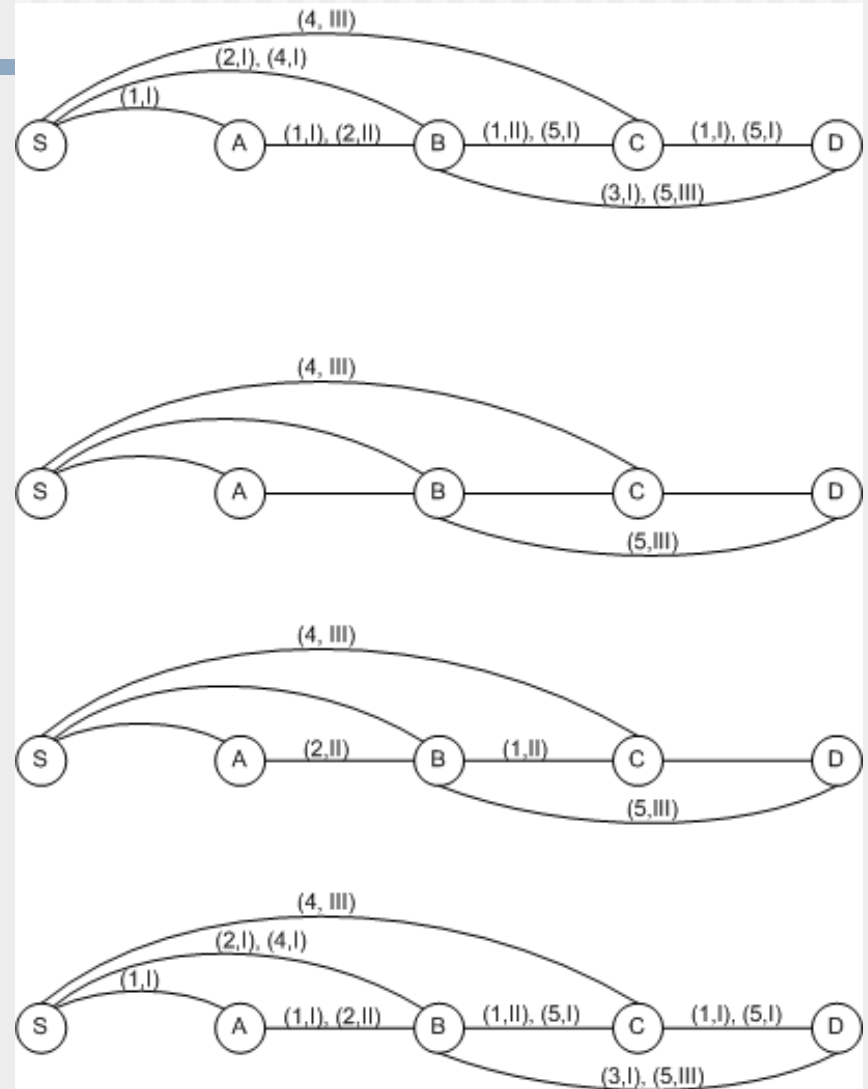 (4, III)
(2,I), (4,I)
(1,I)
S A (1,I), (2,II) B (1,II), (5,I) C (1,I), (5,I) D
(3,I), (5,III)
(4, III)
S A B C D
(5,III)
(4, III)
S A (2,II) B (1,II) C D
(5,III)
(4, III)
(2,I), (4,I)
(1,I)
S A (1,I), (2,II) B (1,II), (5,I) C (1,I), (5,I) D
(3,I), (5,III)